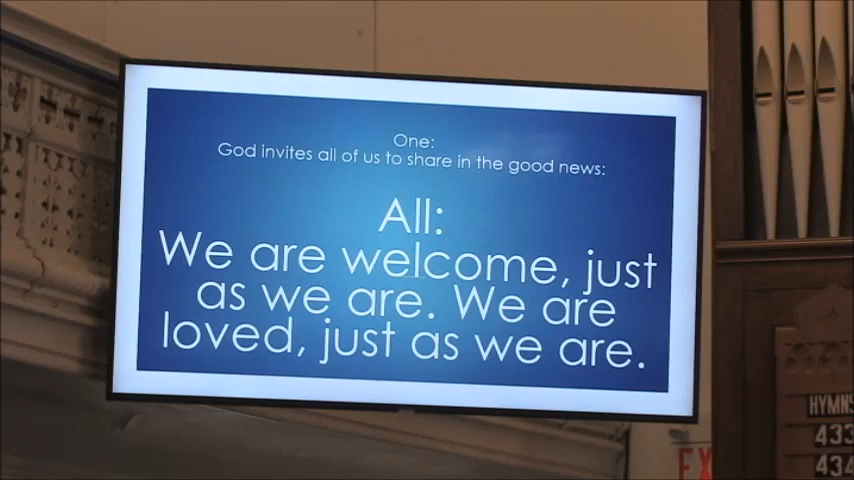 One:
God invites all of us to share in the good news:
All:
We are welcome, just
as we are. We are
loved, just as we are.
HYMNS
433
434
EX